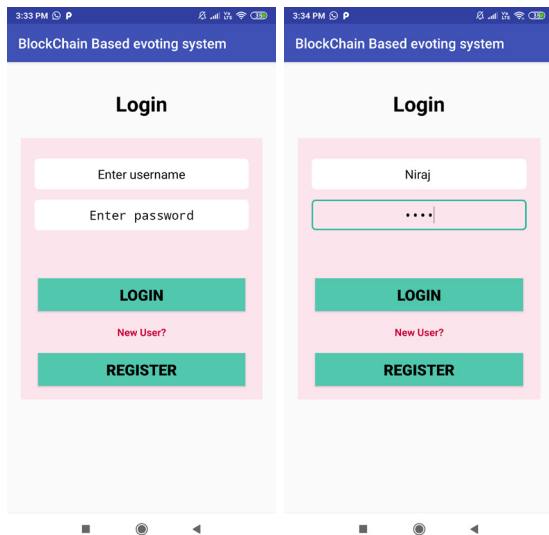 3:33 PM
BlockChain Based evoting system
Login
Enter username
Enter password
LOGIN
New User?
REGISTER
3:34 PM
BlockChain Based evoting system
Login
Niraj
••••
LOGIN
New User?
REGISTER